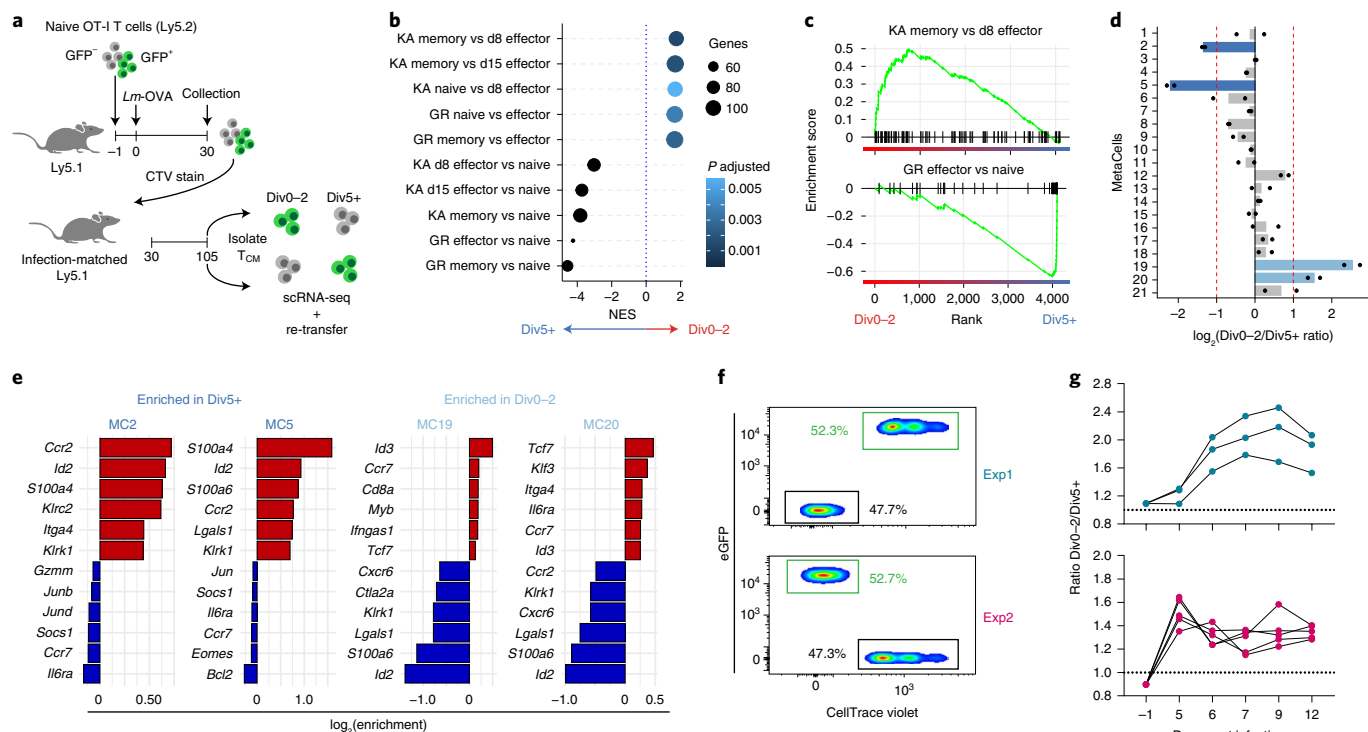 a
Naive OT-I T cells (Ly5.2)
GFP⁻ GFP⁺
Lm-OVA Collection
Ly5.1
−1 0 30
CTV stain
Div0–2 Div5+
Infection-matched
Ly5.1
30 105
Isolate
T_CM
scRNA-seq
+
re-transfer
b
KA memory vs d8 effector
KA memory vs d15 effector
KA naive vs d8 effector
GR naive vs effector
GR memory vs effector
KA d8 effector vs naive
KA d15 effector vs naive
KA memory vs naive
GR effector vs naive
GR memory vs naive
−4 −2 0 2
NES
Div5+ Div0–2
Genes
60
80
100
P adjusted
0.005
0.003
0.001
c
KA memory vs d8 effector
0.5
0.4
0.3
0.2
0.1
0
GR effector vs naive
0
−0.2
−0.4
−0.6
Enrichment score
0 1,000 2,000 3,000 4,000
Div0–2 Rank Div5+
d
MetaCells
1
2
3
4
5
6
7
8
9
10
11
12
13
14
15
16
17
18
19
20
21
−2 −1 0 1 2
log₂(Div0–2/Div5+ ratio)
e
Enriched in Div5+ Enriched in Div0–2
MC2 MC5 MC19 MC20
Ccr2 S100a4 Id3 Tcf7
Id2 Id2 Ccr7 Klf3
S100a4 S100a6 Cd8a Itga4
Klrc2 Ccr2 Myb Il6ra
Itga4 Lgals1 Ifngas1 Ccr7
Klrk1 Klrk1 Tcf7 Id3
Gzmm Jun Cxcr6 Ccr2
Junb Socs1 Ctla2a Klrk1
Jund Il6ra Klrk1 Cxcr6
Socs1 Ccr7 Lgals1 Lgals1
Ccr7 Eomes S100a6 S100a6
Il6ra Bcl2 Id2 Id2
0 0.50 0 1.0 −1.0 0 −1.0 0
log₂(enrichment)
f
eGFP
10⁴
10³
0
52.3%
47.7%
Exp1
10⁴
10³
0
52.7%
47.3%
Exp2
0 10³
CellTrace violet
g
Ratio Div0–2/Div5+
2.8
2.4
2.0
1.6
1.2
0.8
2.0
1.8
1.6
1.4
1.2
1.0
0.8
−1 5 6 7 9 12